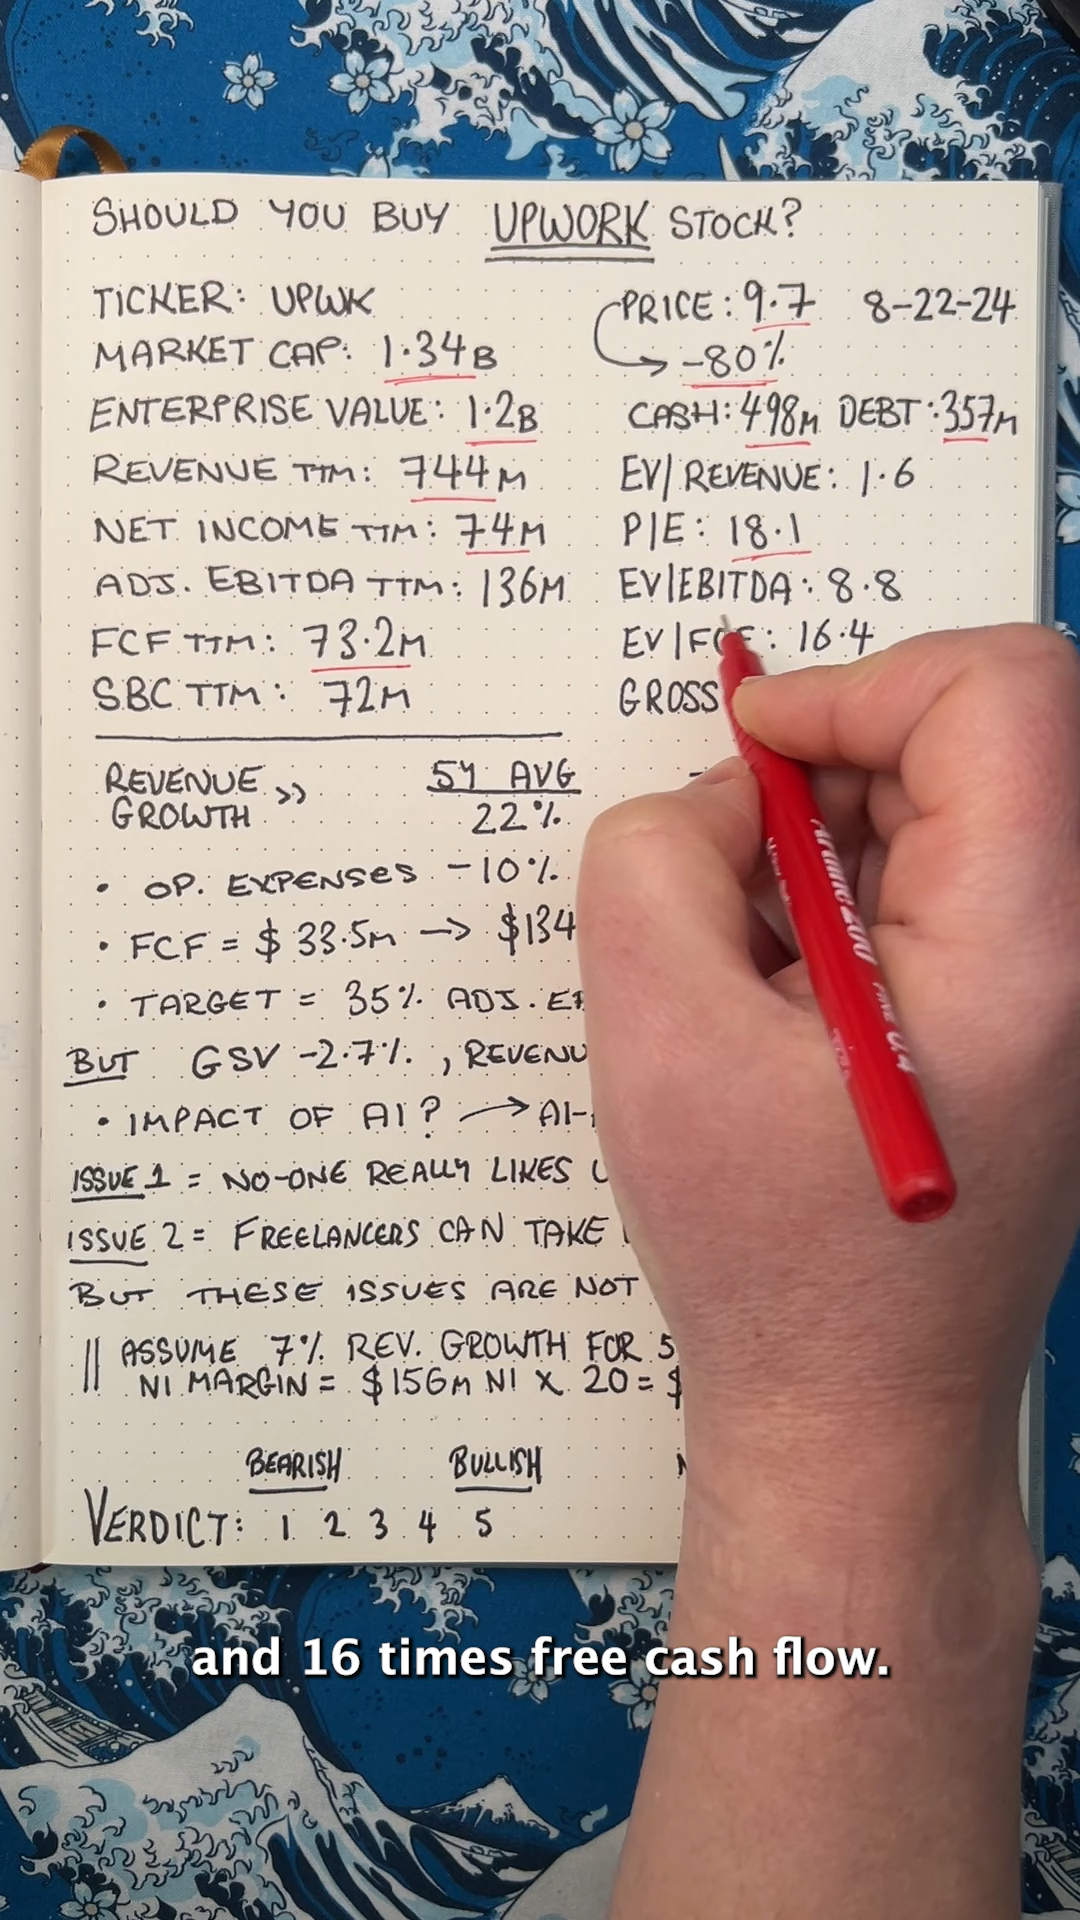 SHOULD YOU BUY UPWORK STOCK?
TICKER: UPWK PRICE: 9.7 8-22-24
MARKET CAP: 1.34B → -80%
ENTERPRISE VALUE: 1.2B CASH: 498M DEBT: 357M
REVENUE TTM: 744M EV/REVENUE: 1.6
NET INCOME TTM: 74M P/E: 18.1
ADJ. EBITDA TTM: 136M EV/EBITDA: 8.8
FCF TTM: 73.2M EV/FCF: 16.4
SBC TTM: 72M GROSS
REVENUE GROWTH >> 5Y AVG
22%
• OP. EXPENSES -10%
• FCF = $33.5M → $134
• TARGET = 35% ADJ.
BUT GSV -2.7%,
• IMPACT OF AI? →
ISSUE 1 = NO-ONE REALLY LIKES
ISSUE 2 = FREELANCERS CAN TAKE
BUT THESE ISSUES ARE NOT
|| ASSUME 7% REV. GROWTH FOR 5
NI MARGIN = $156M NI X 20 = $
BEARISH BULLISH
VERDICT: 1 2 3 4 5
and 16 times free cash flow.
Artline 200
FINE 0.4